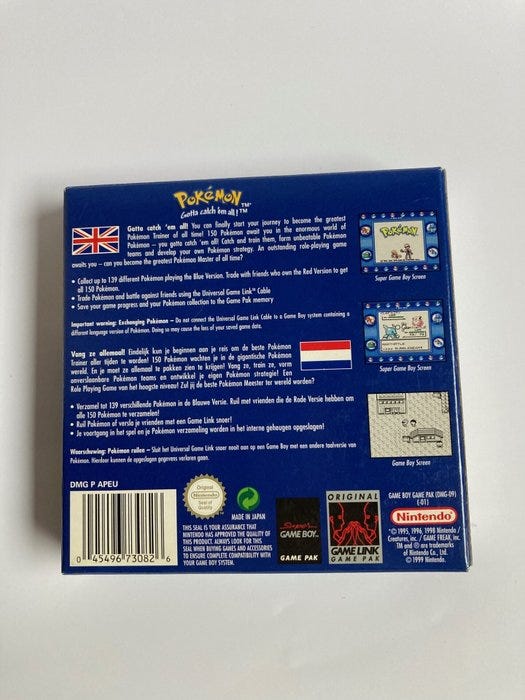 POKéMON™
Gotta catch 'em all!™
Gotta catch 'em all! You can finally start your journey to become the greatest
Pokémon Trainer of all time! 150 Pokémon await you in the enormous world of
Pokémon – you gotta catch 'em all! Catch and train them, form unbeatable Pokémon
teams and develop your own Pokémon strategy. An outstanding role-playing game
awaits you – can you become the greatest Pokémon Master of all time?
• Collect up to 139 different Pokémon playing the Blue Version. Trade with friends who own the Red Version to get
all 150 Pokémon.
• Trade Pokémon and battle against friends using the Universal Game Link™ Cable
• Save your game progress and your Pokémon collection to the Game Pak memory
Important warning: Exchanging Pokémon – Do not connect the Universal Game Link Cable to a Game Boy system containing a
different language version of Pokémon. Doing so may cause the loss of your saved game data.
Vang ze allemaal! Eindelijk kun je beginnen aan je reis om de beste Pokémon
Trainer aller tijden te worden! 150 Pokémon wachten je in de gigantische Pokémon
wereld. En je moet ze allemaal te pakken zien te krijgen! Vang ze, train ze, vorm
onverslaanbare Pokémon teams en ontwikkel je eigen Pokémon strategie! Een
Role Playing Game van het hoogste niveau! Zul jij de beste Pokémon Meester ter wereld worden?
• Verzamel tot 139 verschillende Pokémon in de Blauwe Versie. Ruil met vrienden die de Rode Versie hebben om
alle 150 Pokémon te verzamelen!
• Ruil Pokémon of versla je vrienden met een Game Link snoer!
• Je voortgang in het spel en je Pokémon verzameling worden in het interne geheugen opgeslagen!
Waarschuwing: Pokémon ruilen – Sluit het Universal Game Link snoer nooit aan op een Game Boy met een andere taalversie van
Pokémon. Hierdoor kunnen de opgeslagen gegevens verloren gaan.
POKéMON
Super Game Boy Screen
Super Game Boy Screen
Game Boy Screen
DMG P APEU
0 45496 73082 6
Original
Nintendo
Seal of
Quality
MADE IN JAPAN
THIS SEAL IS YOUR ASSURANCE THAT
NINTENDO HAS APPROVED THE QUALITY OF
THIS PRODUCT. ALWAYS LOOK FOR THIS
SEAL WHEN BUYING GAMES AND ACCESSORIES
TO ENSURE COMPLETE COMPATIBILITY WITH
YOUR GAME BOY SYSTEM.
Super
GAME BOY™
GAME PAK
ORIGINAL
GAME LINK
GAME PAK
GAME BOY GAME PAK (DMG-09)
(-01)
Nintendo
©1995, 1996, 1998 Nintendo /
Creatures, inc. / GAME FREAK, inc.
TM and ® are trademarks
of Nintendo Co., Ltd.
© 1999 Nintendo.